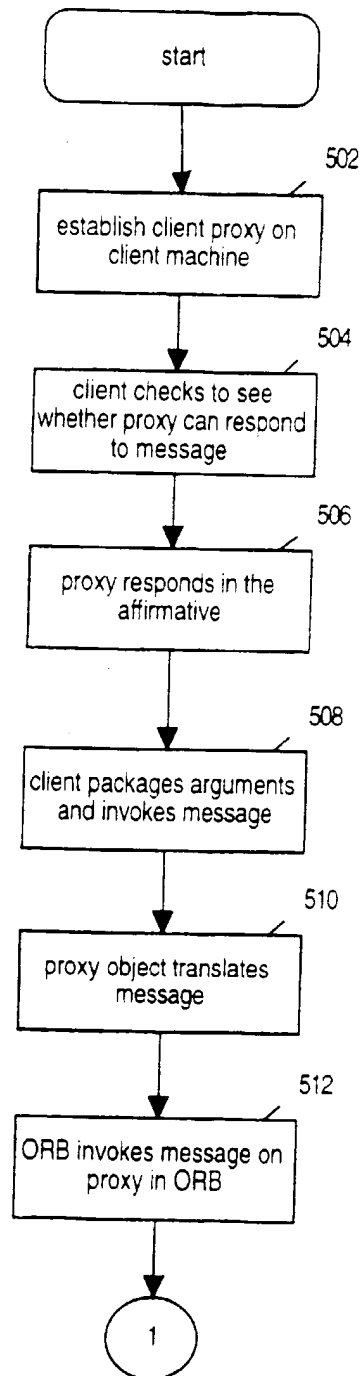 start
502
establish client proxy on
client machine
504
client checks to see
whether proxy can respond
to message
506
proxy responds in the
affirmative
508
client packages arguments
and invokes message
510
proxy object translates
message
512
ORB invokes message on
proxy in ORB
1